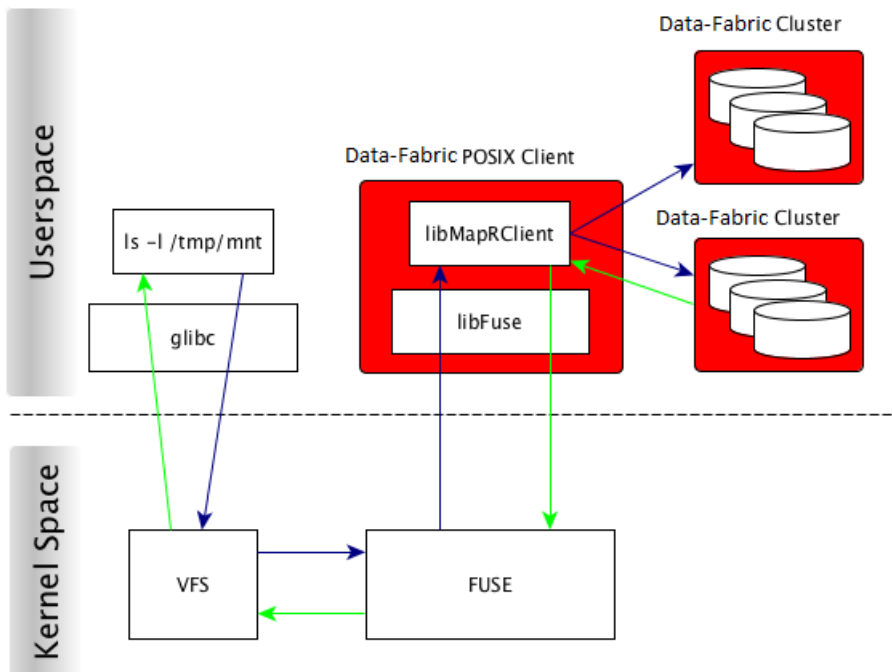 Data-Fabric Cluster
Userspace
Data-Fabric POSIX Client
ls -l /tmp/mnt
libMapRClient
Data-Fabric Cluster
glibc
libFuse
Kernel Space
VFS
FUSE